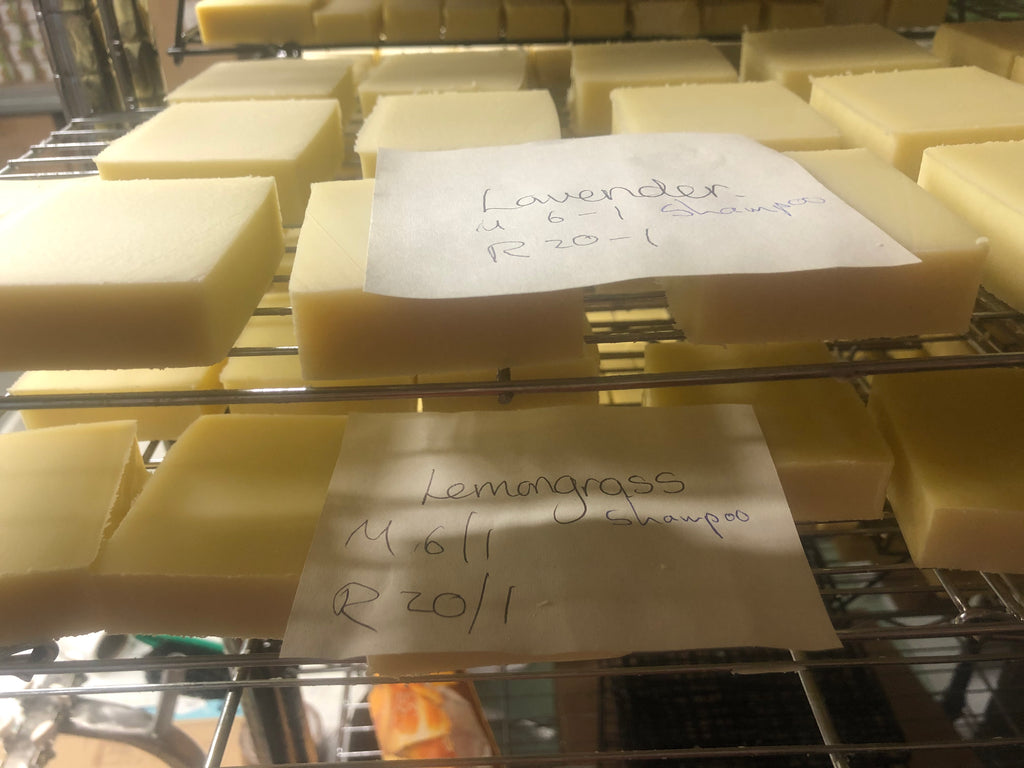 Lavender
M 6-1 Shampoo
R 20-1
Lemongrass
Shampoo
M 6/1
R 20/1